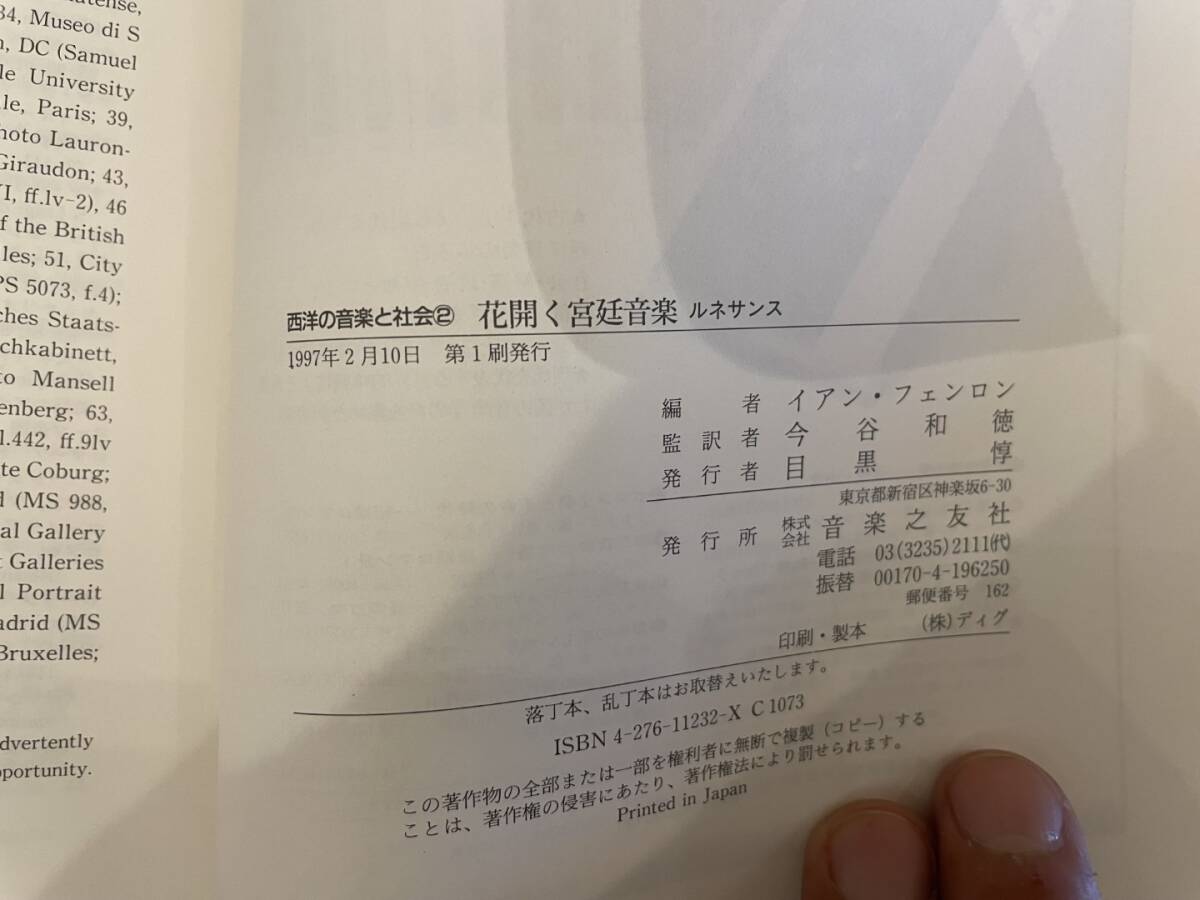 atense,
34, Museo di S
DC (Samuel
le University
Paris; 39,
hoto Lauron-
Giraudon; 43,
ff.lv-2), 46
f the British
les; 51, City
PS 5073, f.4);
ches Staats-
chkabinett,
to Mansell
enberg; 63,
l.442, ff.9lv
te Coburg;
(MS 988,
al Gallery
t Galleries
l Portrait
adrid (MS
Bruxelles;
advertently
pportunity.
西洋の音楽と社会② 花開く宮廷音楽 ルネサンス
1997年2月10日 第1刷発行
編者 イアン・フェンロン
監訳者 今谷和徳
発行者 目黒惇
東京都新宿区神楽坂6-30
発行所 株式会社 音楽之友社
電話 03(3235)2111(代)
振替 00170-4-196250
郵便番号 162
印刷・製本 (株)ディグ
落丁本、乱丁本はお取替えいたします。
ISBN 4-276-11232-X C1073
この著作物の全部または一部を権利者に無断で複製(コピー)する
ことは、著作権の侵害にあたり、著作権法により罰せられます。
Printed in Japan